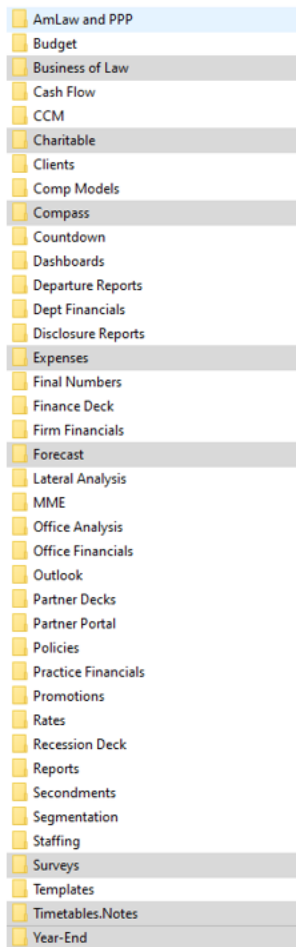 AmLaw and PPP
Budget
Business of Law
Cash Flow
CCM
Charitable
Clients
Comp Models
Compass
Countdown
Dashboards
Departure Reports
Dept Financials
Disclosure Reports
Expenses
Final Numbers
Finance Deck
Firm Financials
Forecast
Lateral Analysis
MME
Office Analysis
Office Financials
Outlook
Partner Decks
Partner Portal
Policies
Practice Financials
Promotions
Rates
Recession Deck
Reports
Secondments
Segmentation
Staffing
Surveys
Templates
Timetables.Notes
Year-End